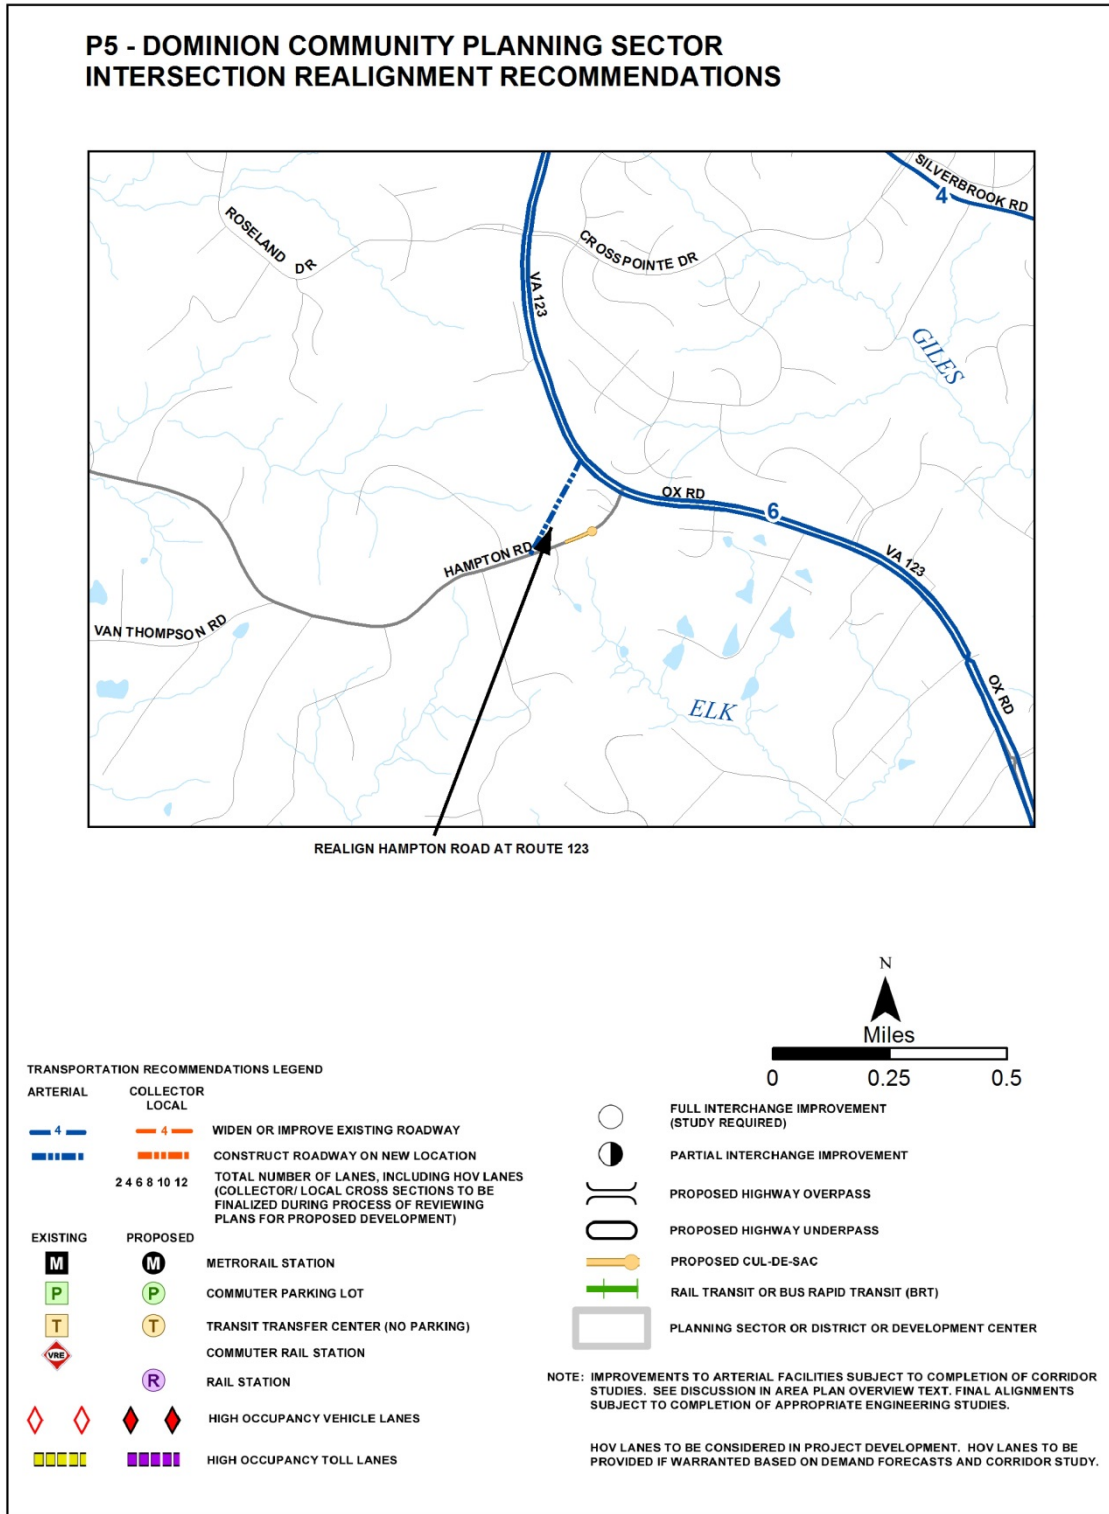 P5 - DOMINION COMMUNITY PLANNING SECTOR
INTERSECTION REALIGNMENT RECOMMENDATIONS
SILVERBROOK RD
4
ROSELAND DR
CROSSPOINTE DR
VA 123
GILES
OX RD
6
VA 123
HAMPTON RD
VAN THOMPSON RD
OX RD
ELK
REALIGN HAMPTON ROAD AT ROUTE 123
N
Miles
0 0.25 0.5
TRANSPORTATION RECOMMENDATIONS LEGEND
ARTERIAL COLLECTOR
LOCAL
4 4 WIDEN OR IMPROVE EXISTING ROADWAY
CONSTRUCT ROADWAY ON NEW LOCATION
2 4 6 8 10 12 TOTAL NUMBER OF LANES, INCLUDING HOV LANES
(COLLECTOR/ LOCAL CROSS SECTIONS TO BE
FINALIZED DURING PROCESS OF REVIEWING
PLANS FOR PROPOSED DEVELOPMENT)
EXISTING PROPOSED
M M METRORAIL STATION
P P COMMUTER PARKING LOT
T T TRANSIT TRANSFER CENTER (NO PARKING)
VRE COMMUTER RAIL STATION
R RAIL STATION
HIGH OCCUPANCY VEHICLE LANES
HIGH OCCUPANCY TOLL LANES
FULL INTERCHANGE IMPROVEMENT
(STUDY REQUIRED)
PARTIAL INTERCHANGE IMPROVEMENT
PROPOSED HIGHWAY OVERPASS
PROPOSED HIGHWAY UNDERPASS
PROPOSED CUL-DE-SAC
RAIL TRANSIT OR BUS RAPID TRANSIT (BRT)
PLANNING SECTOR OR DISTRICT OR DEVELOPMENT CENTER
NOTE: IMPROVEMENTS TO ARTERIAL FACILITIES SUBJECT TO COMPLETION OF CORRIDOR
STUDIES. SEE DISCUSSION IN AREA PLAN OVERVIEW TEXT. FINAL ALIGNMENTS
SUBJECT TO COMPLETION OF APPROPRIATE ENGINEERING STUDIES.
HOV LANES TO BE CONSIDERED IN PROJECT DEVELOPMENT. HOV LANES TO BE
PROVIDED IF WARRANTED BASED ON DEMAND FORECASTS AND CORRIDOR STUDY.